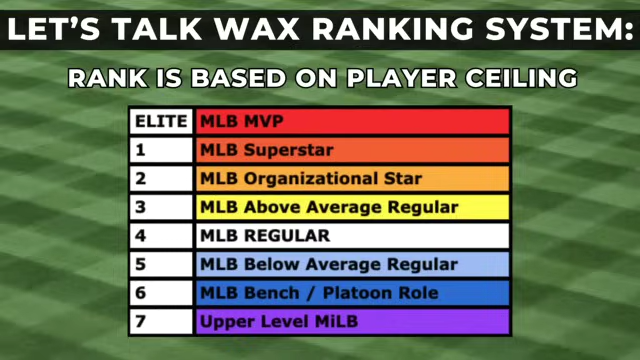 LET'S TALK WAX RANKING SYSTEM:
RANK IS BASED ON PLAYER CEILING
ELITE MLB MVP
1 MLB Superstar
2 MLB Organizational Star
3 MLB Above Average Regular
4 MLB REGULAR
5 MLB Below Average Regular
6 MLB Bench / Platoon Role
7 Upper Level MiLB